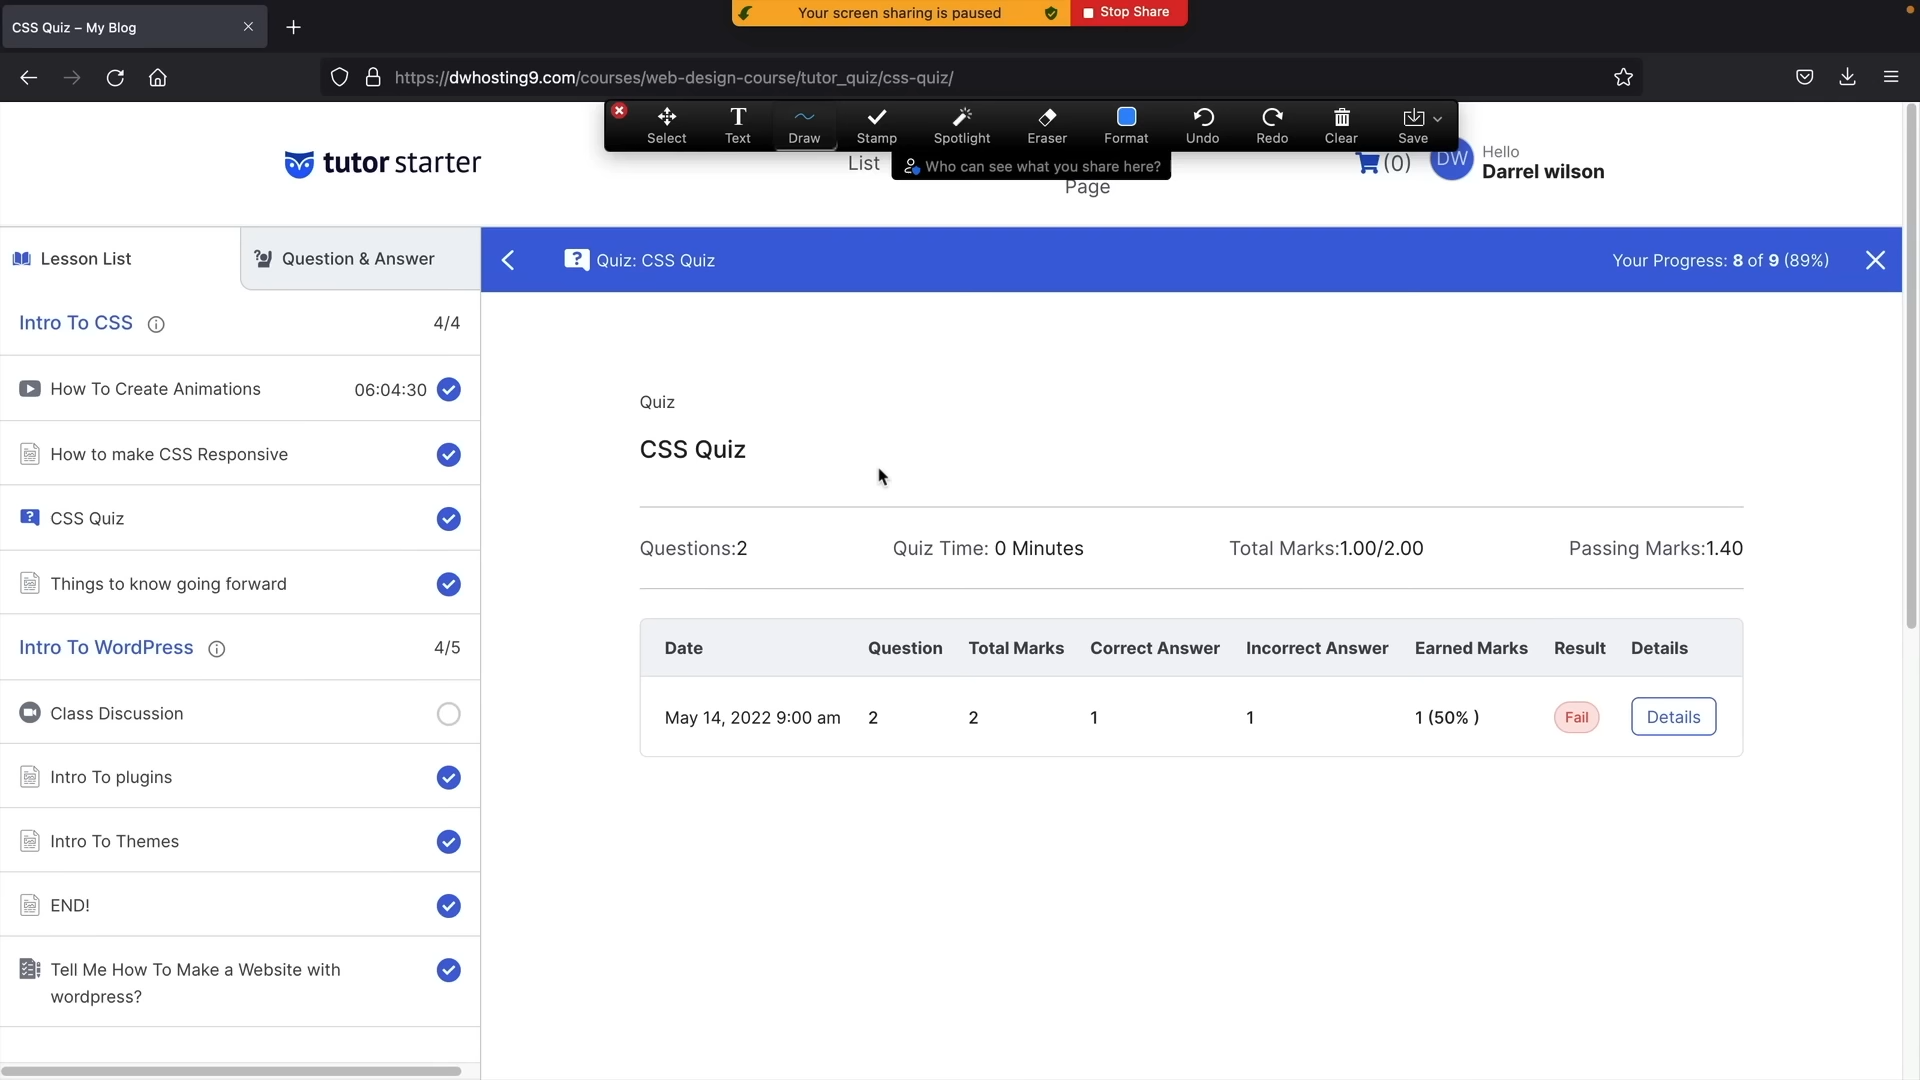 CSS Quiz – My Blog
Your screen sharing is paused
Stop Share
https://dwhosting9.com/courses/web-design-course/tutor_quiz/css-quiz/
Select
Text
Draw
Stamp
Spotlight
Eraser
Format
Undo
Redo
Clear
Save
Who can see what you share here?
tutor starter
List
Page
(0)
DW
Hello
Darrel wilson
Lesson List
Question & Answer
Quiz: CSS Quiz
Your Progress: 8 of 9 (89%)
Intro To CSS
4/4
How To Create Animations
06:04:30
How to make CSS Responsive
CSS Quiz
Things to know going forward
Intro To WordPress
4/5
Class Discussion
Intro To plugins
Intro To Themes
END!
Tell Me How To Make a Website with
wordpress?
Quiz
CSS Quiz
Questions:2
Quiz Time: 0 Minutes
Total Marks:1.00/2.00
Passing Marks:1.40
Date Question Total Marks Correct Answer Incorrect Answer Earned Marks Result Details
May 14, 2022 9:00 am 2 2 1 1 1 (50% ) Fail Details